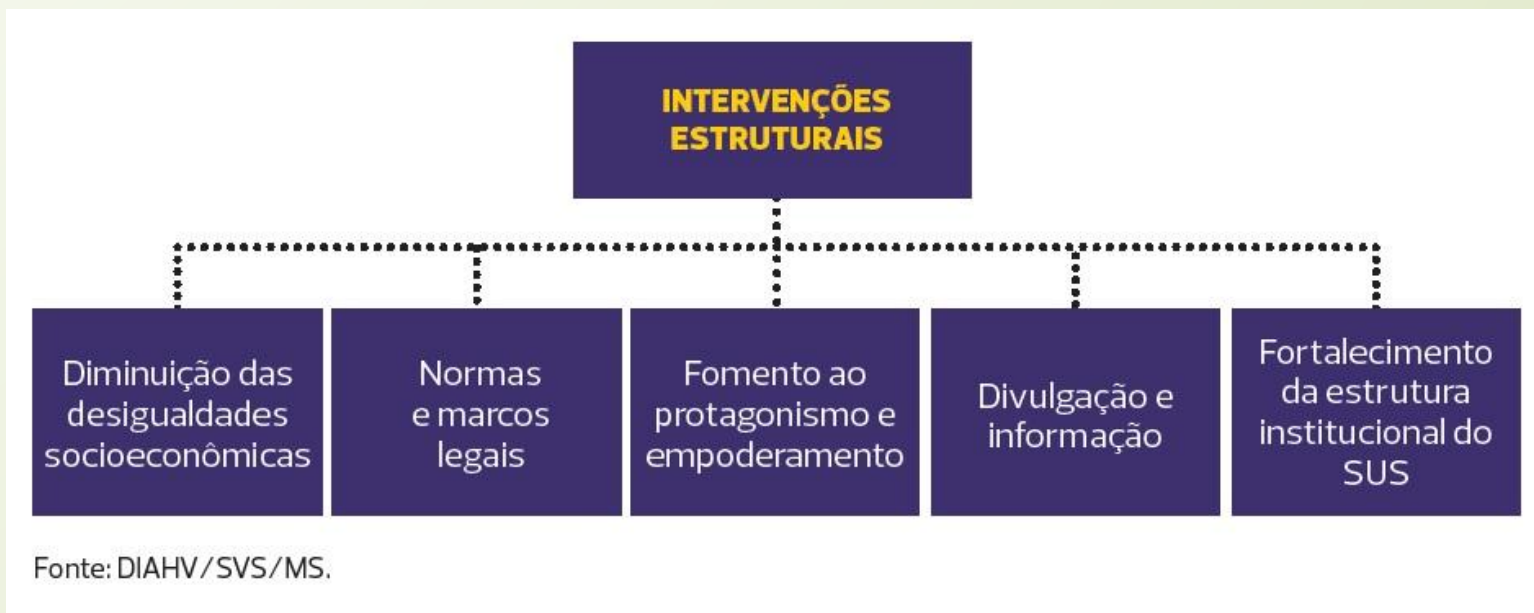 INTERVENÇÕES
ESTRUTURAIS
Diminuição das
desigualdades
socioeconômicas
Normas
e marcos
legais
Fomento ao
protagonismo e
empoderamento
Divulgação e
informação
Fortalecimento
da estrutura
institucional do
SUS
Fonte: DIAHV/SVS/MS.